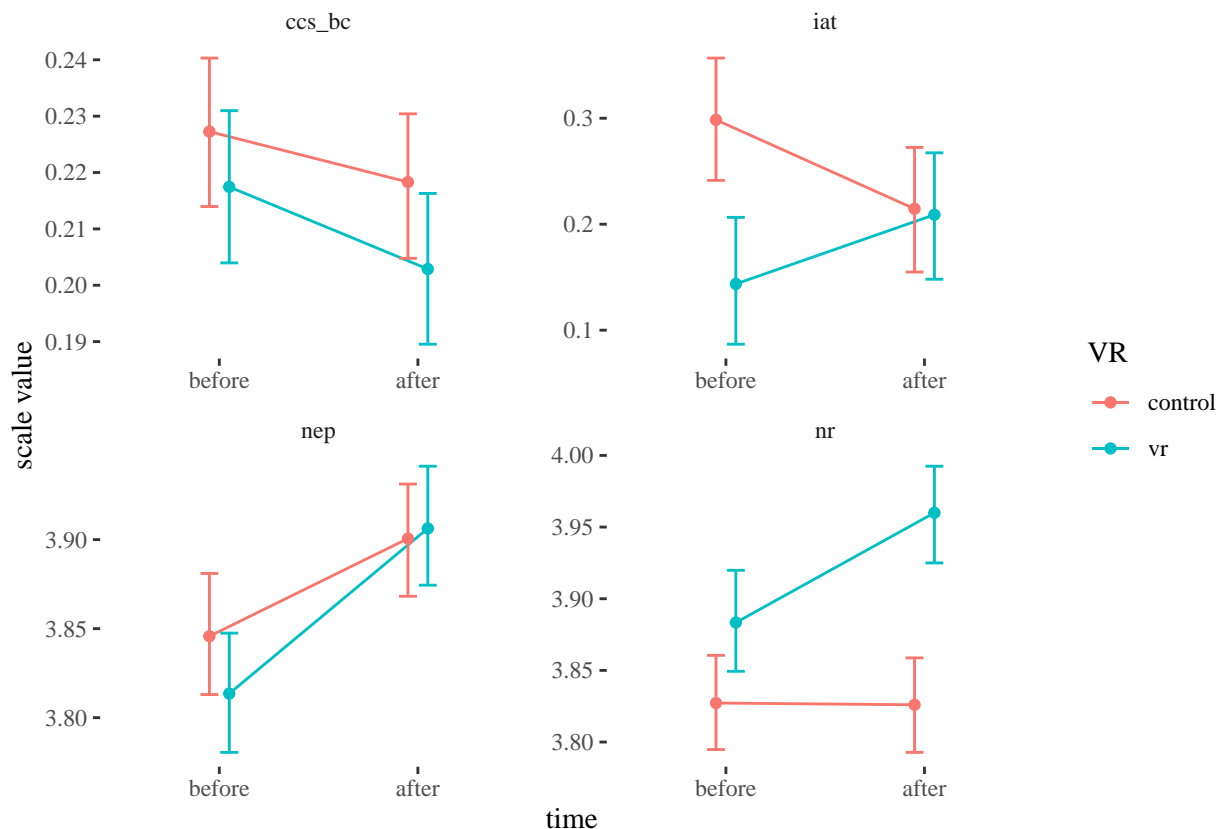 ccs_bc
0.24
0.23
0.22
0.21
0.20
0.19
before after
iat
0.3
0.2
0.1
before after
nep
3.90
3.85
3.80
before after
nr
4.00
3.95
3.90
3.85
3.80
before after
scale value
time
VR
control
vr